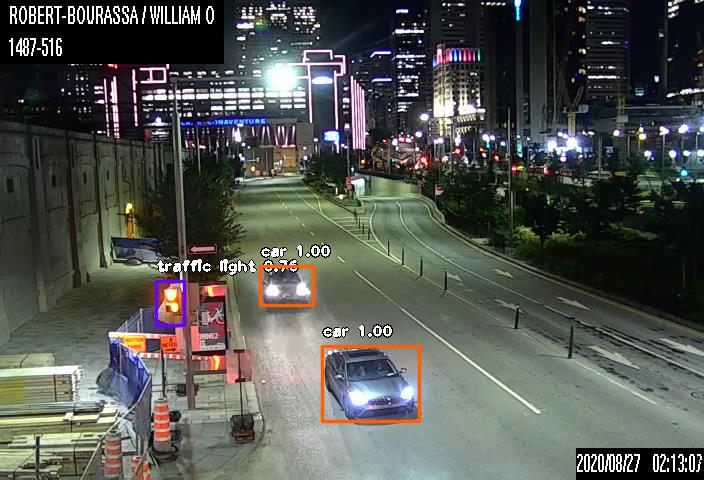 ROBERT-BOURASSA / WILLIAM O
1487-516
BONAVENTURE
car 1.00
traffic light 0.76
car 1.00
2020/08/27 02:13:07